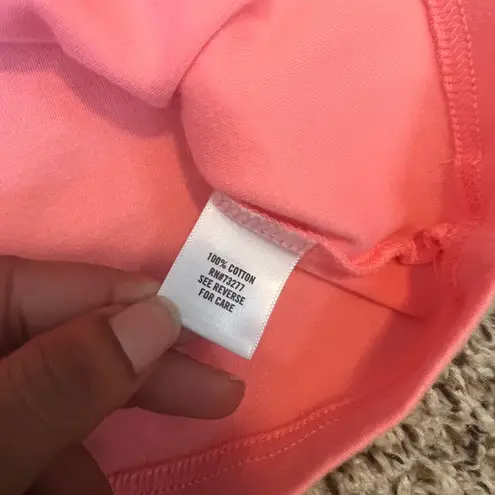 100% COTTON
RN#73277
SEE REVERSE
FOR CARE